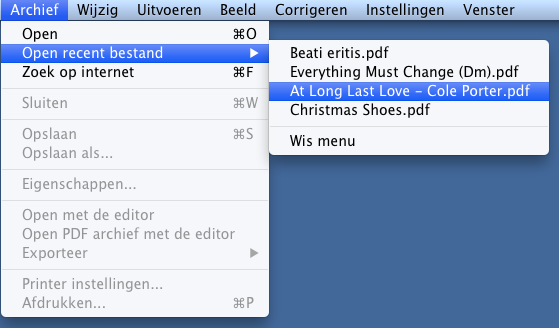 Archief Wijzig Uitvoeren Beeld Corrigeren Instellingen Venster
Open ⌘O
Open recent bestand ▶
Zoek op internet ⌘F
Sluiten ⌘W
Opslaan ⌘S
Opslaan als...
Eigenschappen...
Open met de editor
Open PDF archief met de editor
Exporteer ▶
Printer instellingen...
Afdrukken... ⌘P
Beati eritis.pdf
Everything Must Change (Dm).pdf
At Long Last Love – Cole Porter.pdf
Christmas Shoes.pdf
Wis menu